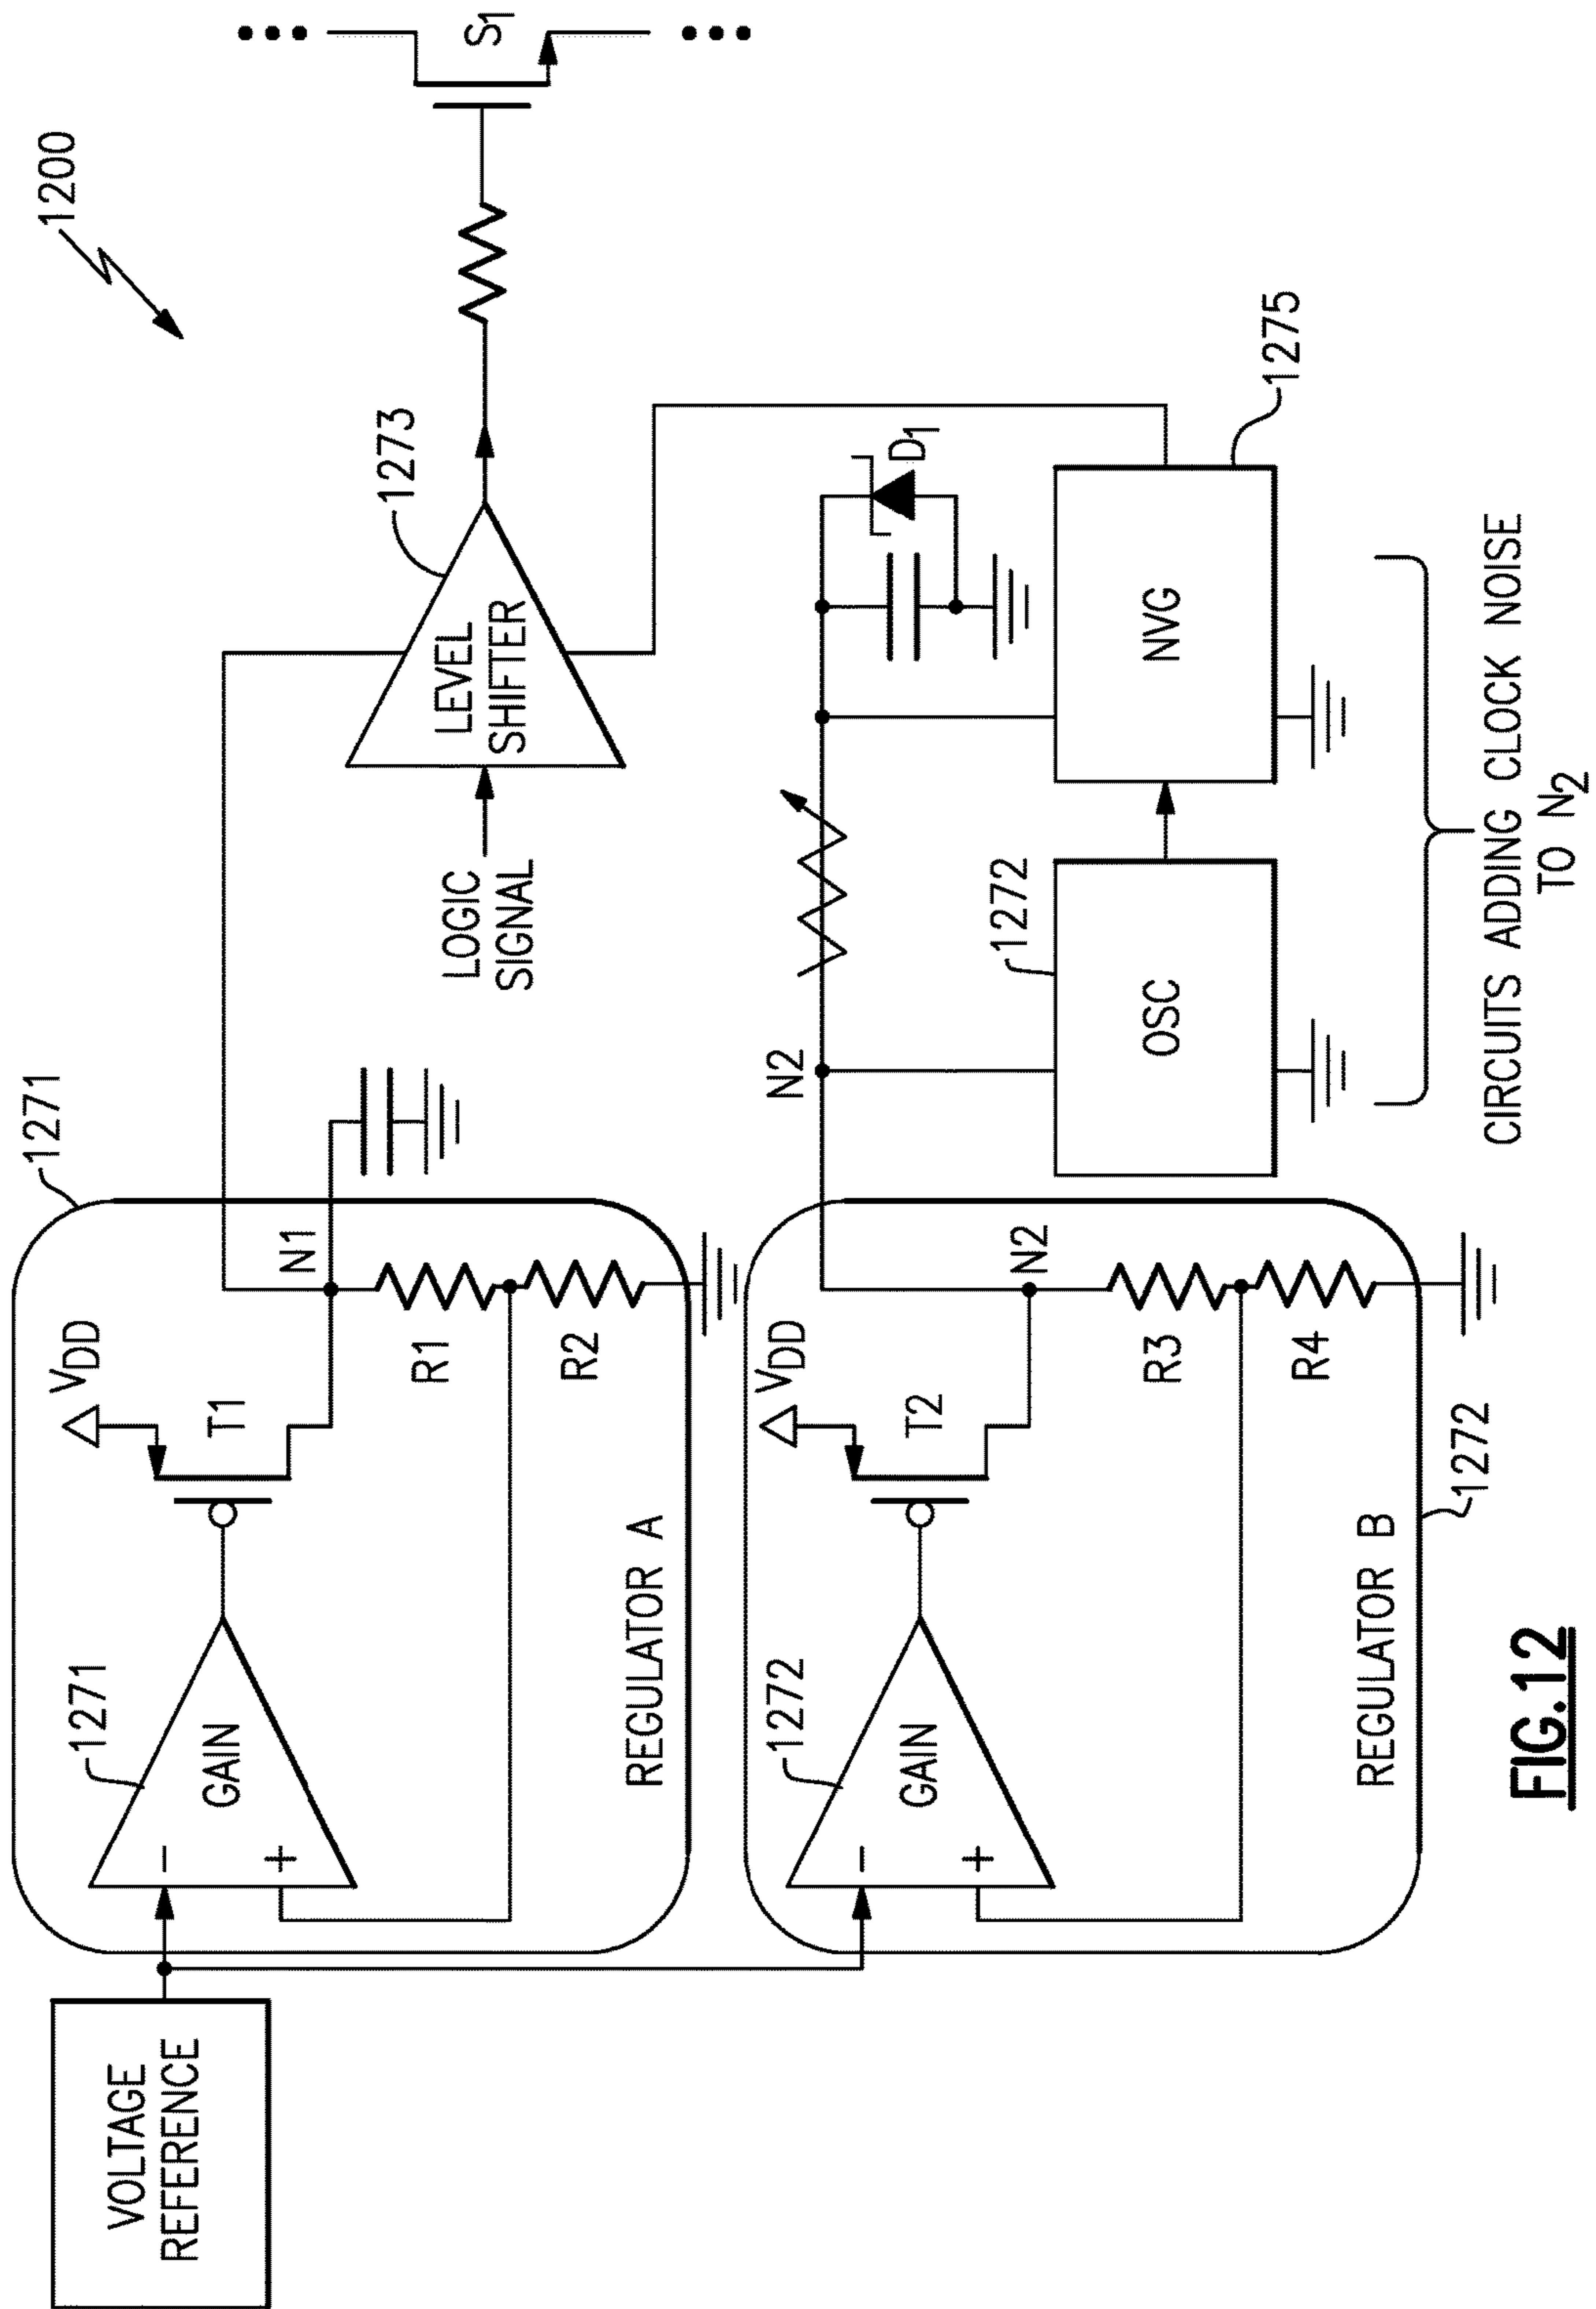 1200
VOLTAGE
REFERENCE
1271
1271
GAIN
−
+
VDD
T1
N1
R1
R2
REGULATOR A
1273
LEVEL
SHIFTER
LOGIC
SIGNAL
S1
1272
GAIN
−
+
VDD
T2
N2
R3
R4
REGULATOR B
1272
N2
1272
OSC
D1
NVG
1275
CIRCUITS ADDING CLOCK NOISE
TO N2
FIG.12